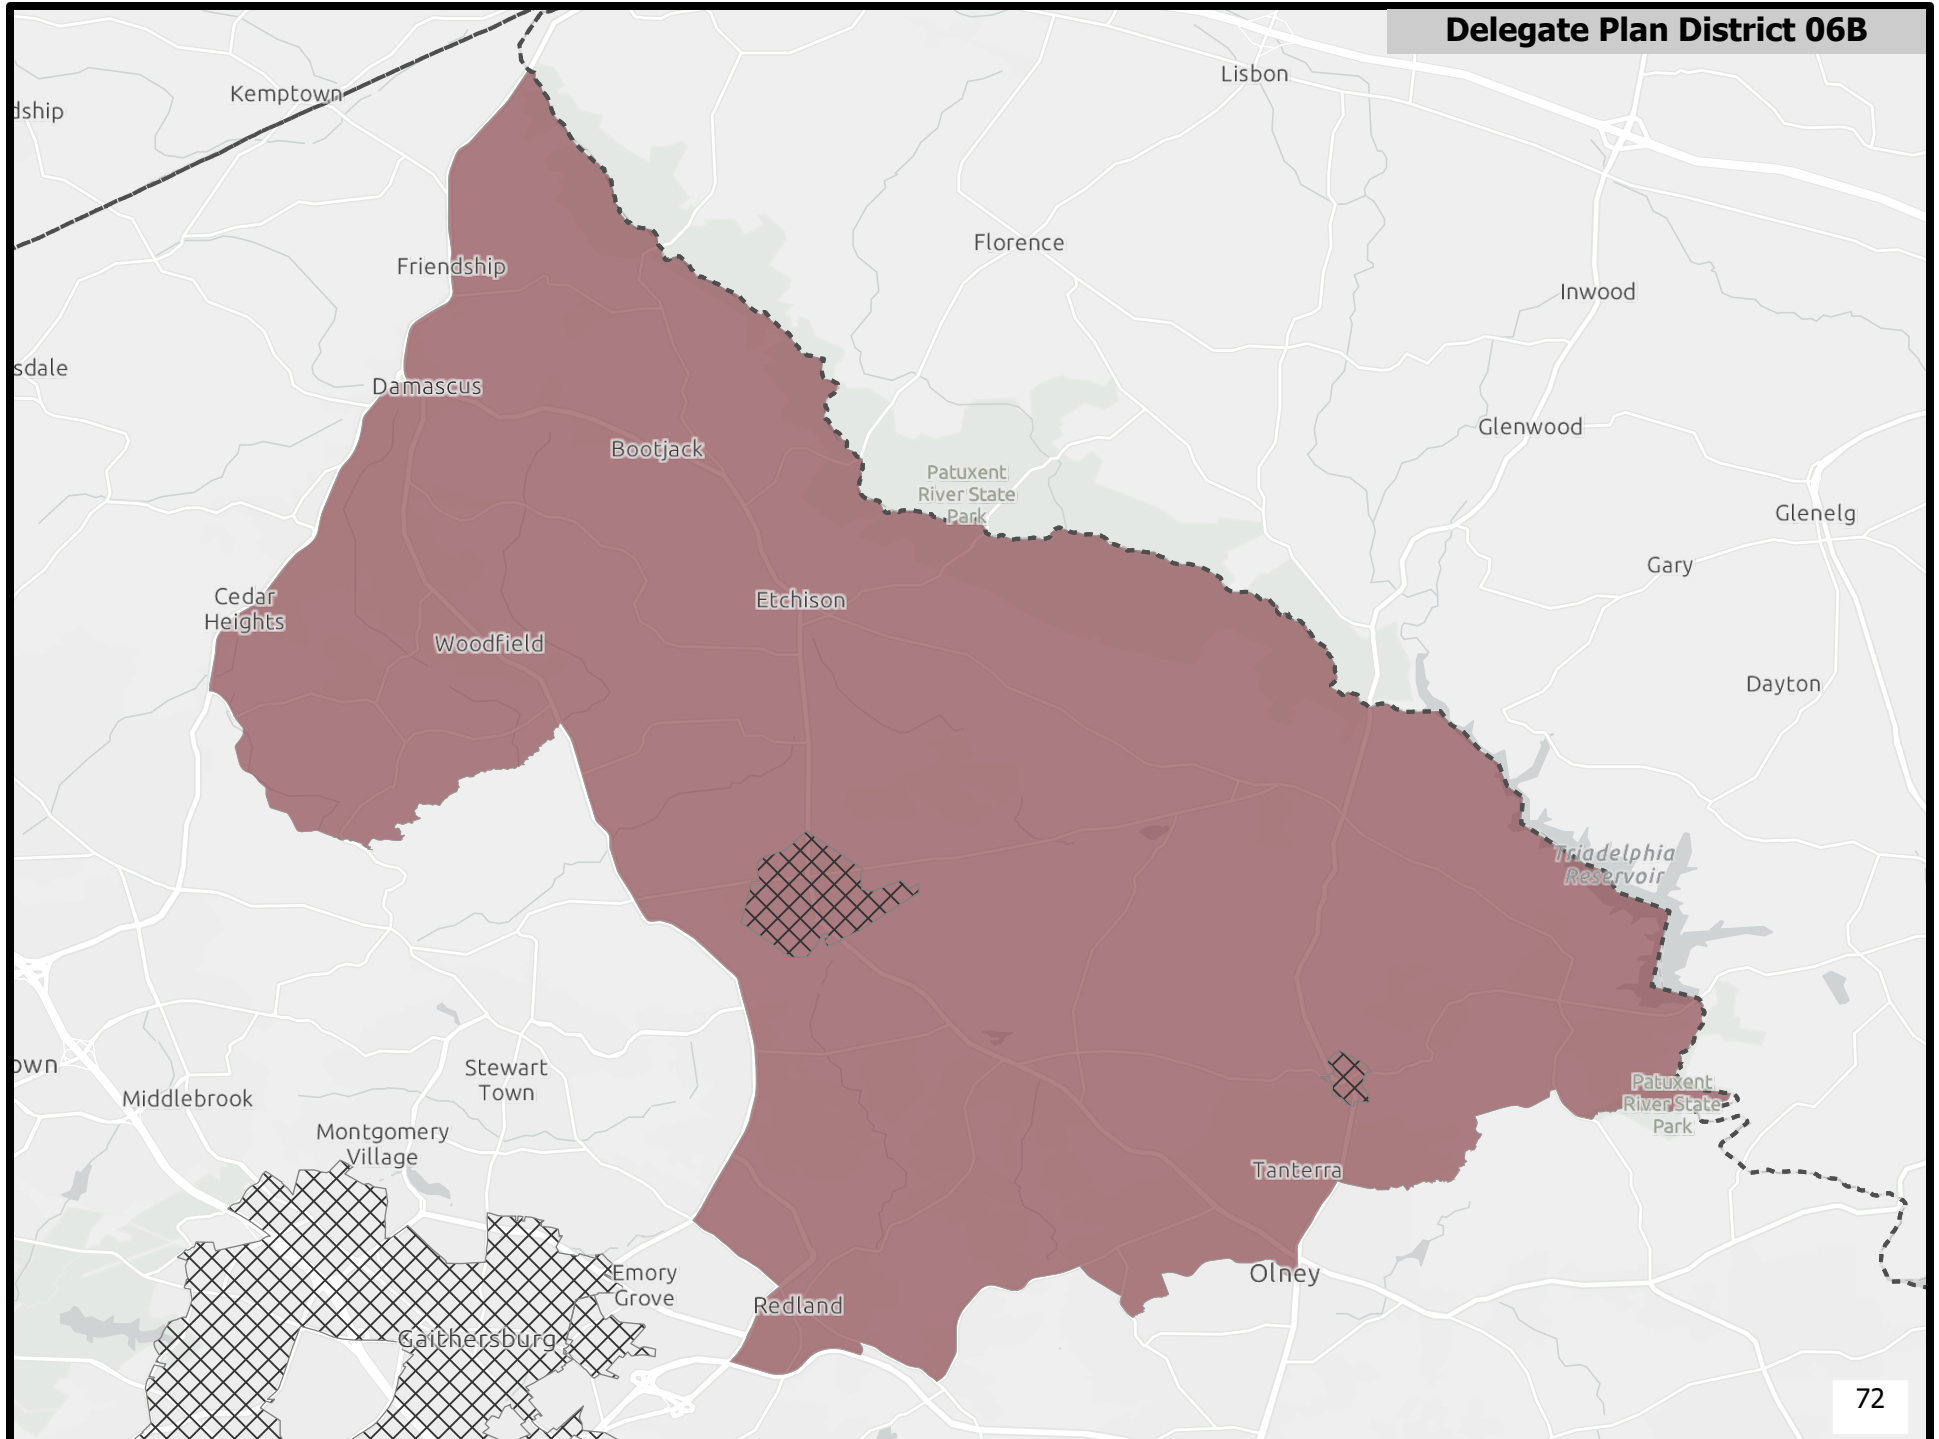 Delegate Plan District 06B
Lisbon
Kemptown
dship
Florence
Friendship
Inwood
sdale
Damascus
Glenwood
Bootjack
Patuxent
River State
Park
Glenelg
Gary
Cedar
Heights
Etchison
Woodfield
Dayton
Triadelphia
Reservoir
own
Stewart
Town
Middlebrook
Patuxent
River State
Park
Montgomery
Village
Tanterra
Emory
Grove
Olney
Redland
Gaithersburg
72